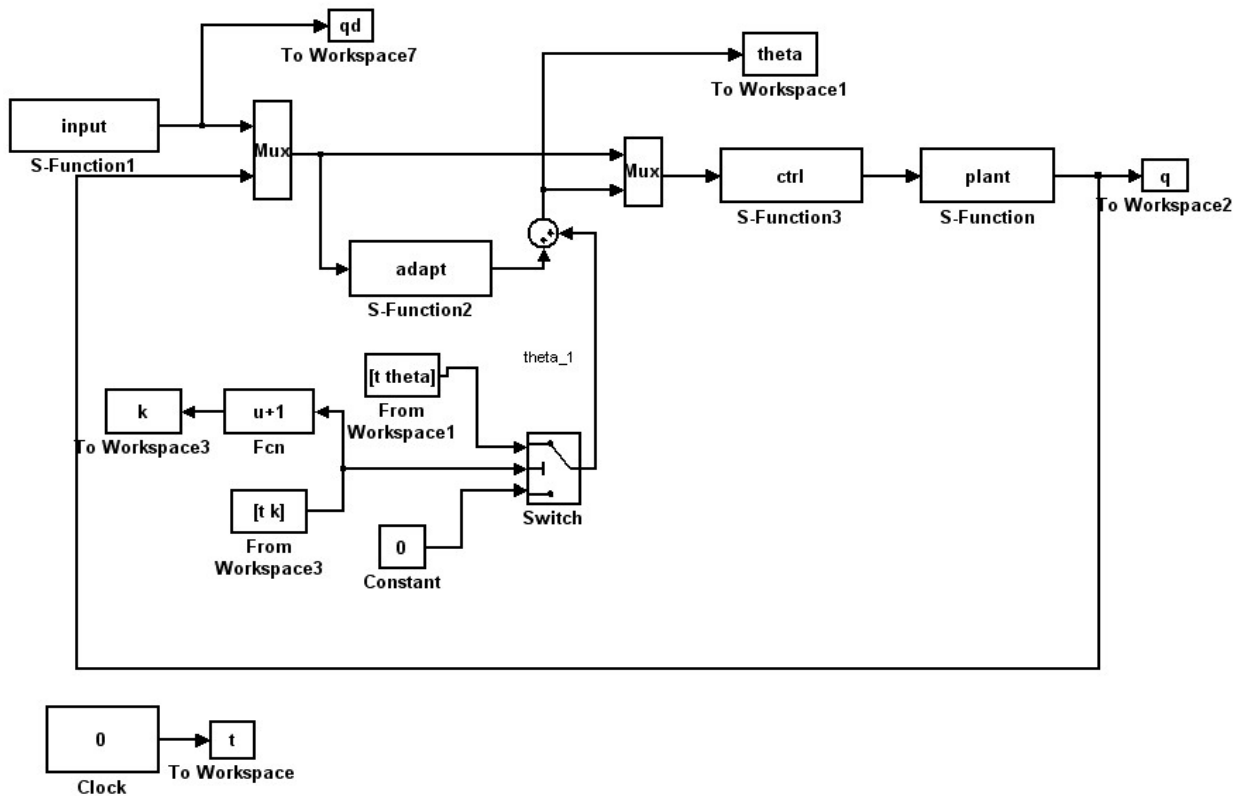 qd
To Workspace7
theta
To Workspace1
input
S-Function1
Mux
Mux
ctrl
S-Function3
plant
S-Function
q
To Workspace2
adapt
S-Function2
theta_1
[t theta]
From
Workspace1
k
To Workspace3
u+1
Fcn
[t k]
From
Workspace3
Switch
0
Constant
0
Clock
t
To Workspace